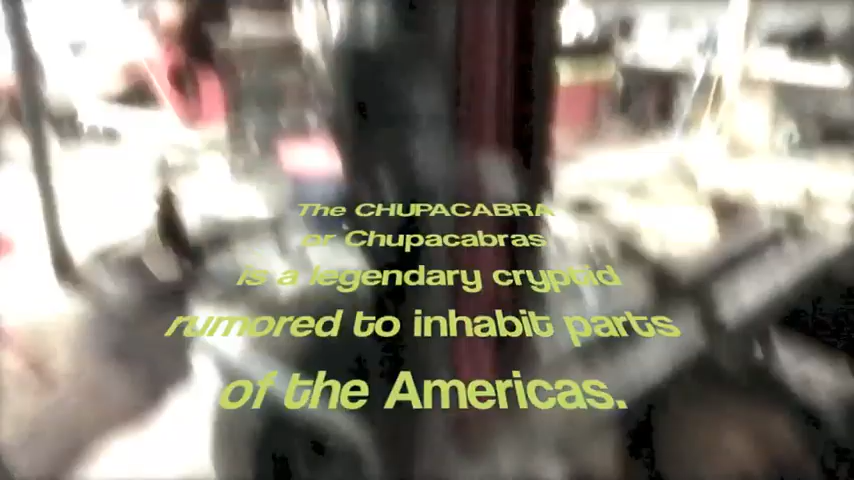 The CHUPACABRA
or Chupacabras
is a legendary cryptid
rumored to inhabit parts
of the Americas.